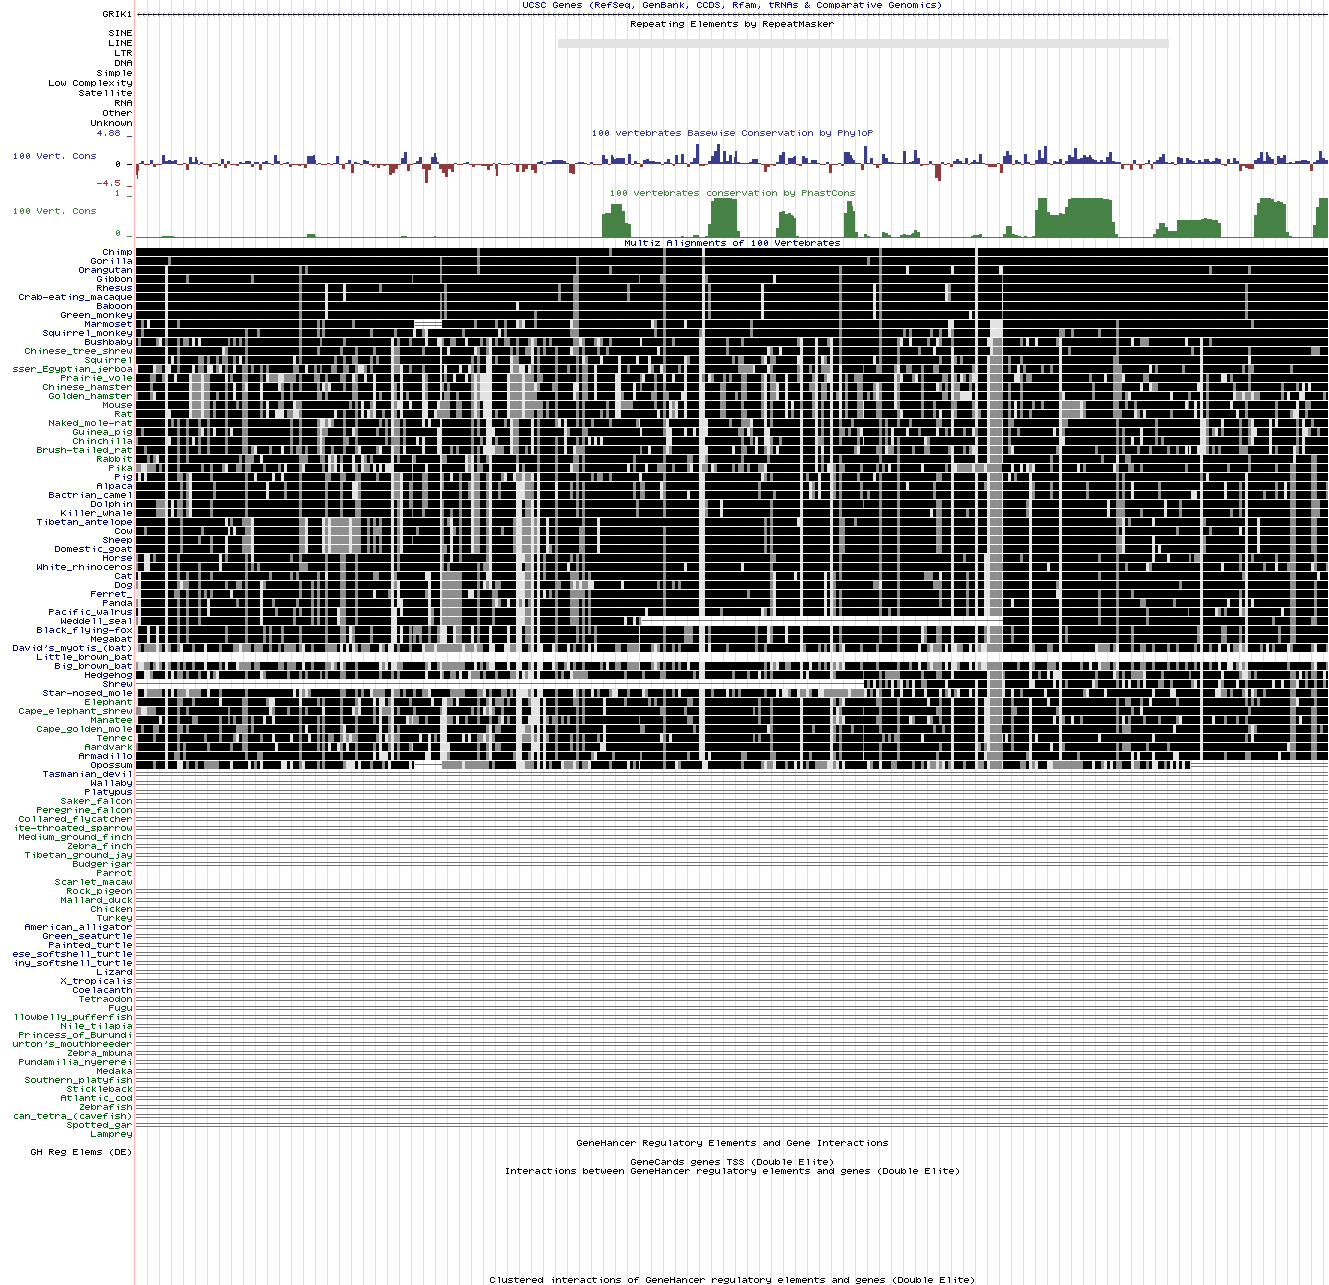 UCSC Genes (RefSeq, GenBank, CCDS, Rfam, tRNAs & Comparative Genomics)
GRIK1
Repeating Elements by RepeatMasker
SINE
LINE
LTR
DNA
Simple
Low Complexity
Satellite
RNA
Other
Unknown
4.88 _
100 vertebrates Basewise Conservation by PhyloP
100 Vert. Cons
0 _
-4.5 _
1 _
100 vertebrates conservation by PhastCons
100 Vert. Cons
0 _
Multiz Alignments of 100 Vertebrates
Chimp
Gorilla
Orangutan
Gibbon
Rhesus
Crab-eating_macaque
Baboon
Green_monkey
Marmoset
Squirrel_monkey
Bushbaby
Chinese_tree_shrew
Squirrel
sser_Egyptian_jerboa
Prairie_vole
Chinese_hamster
Golden_hamster
Mouse
Rat
Naked_mole-rat
Guinea_pig
Chinchilla
Brush-tailed_rat
Rabbit
Pika
Pig
Alpaca
Bactrian_camel
Dolphin
Killer_whale
Tibetan_antelope
Cow
Sheep
Domestic_goat
Horse
White_rhinoceros
Cat
Dog
Ferret_
Panda
Pacific_walrus
Weddell_seal
Black_flying-fox
Megabat
David's_myotis_(bat)
Little_brown_bat
Big_brown_bat
Hedgehog
Shrew
Star-nosed_mole
Elephant
Cape_elephant_shrew
Manatee
Cape_golden_mole
Tenrec
Aardvark
Armadillo
Opossum
Tasmanian_devil
Wallaby
Platypus
Saker_falcon
Peregrine_falcon
Collared_flycatcher
ite-throated_sparrow
Medium_ground_finch
Zebra_finch
Tibetan_ground_jay
Budgerigar
Parrot
Scarlet_macaw
Rock_pigeon
Mallard_duck
Chicken
Turkey
American_alligator
Green_seaturtle
Painted_turtle
ese_softshell_turtle
iny_softshell_turtle
Lizard
X_tropicalis
Coelacanth
Tetraodon
Fugu
llowbelly_pufferfish
Nile_tilapia
Princess_of_Burundi
urton's_mouthbreeder
Zebra_mbuna
Pundamilia_nyererei
Medaka
Southern_platyfish
Stickleback
Atlantic_cod
Zebrafish
can_tetra_(cavefish)
Spotted_gar
Lamprey
GeneHancer Regulatory Elements and Gene Interactions
GH Reg Elems (DE)
GeneCards genes TSS (Double Elite)
Interactions between GeneHancer regulatory elements and genes (Double Elite)
Clustered interactions of GeneHancer regulatory elements and genes (Double Elite)